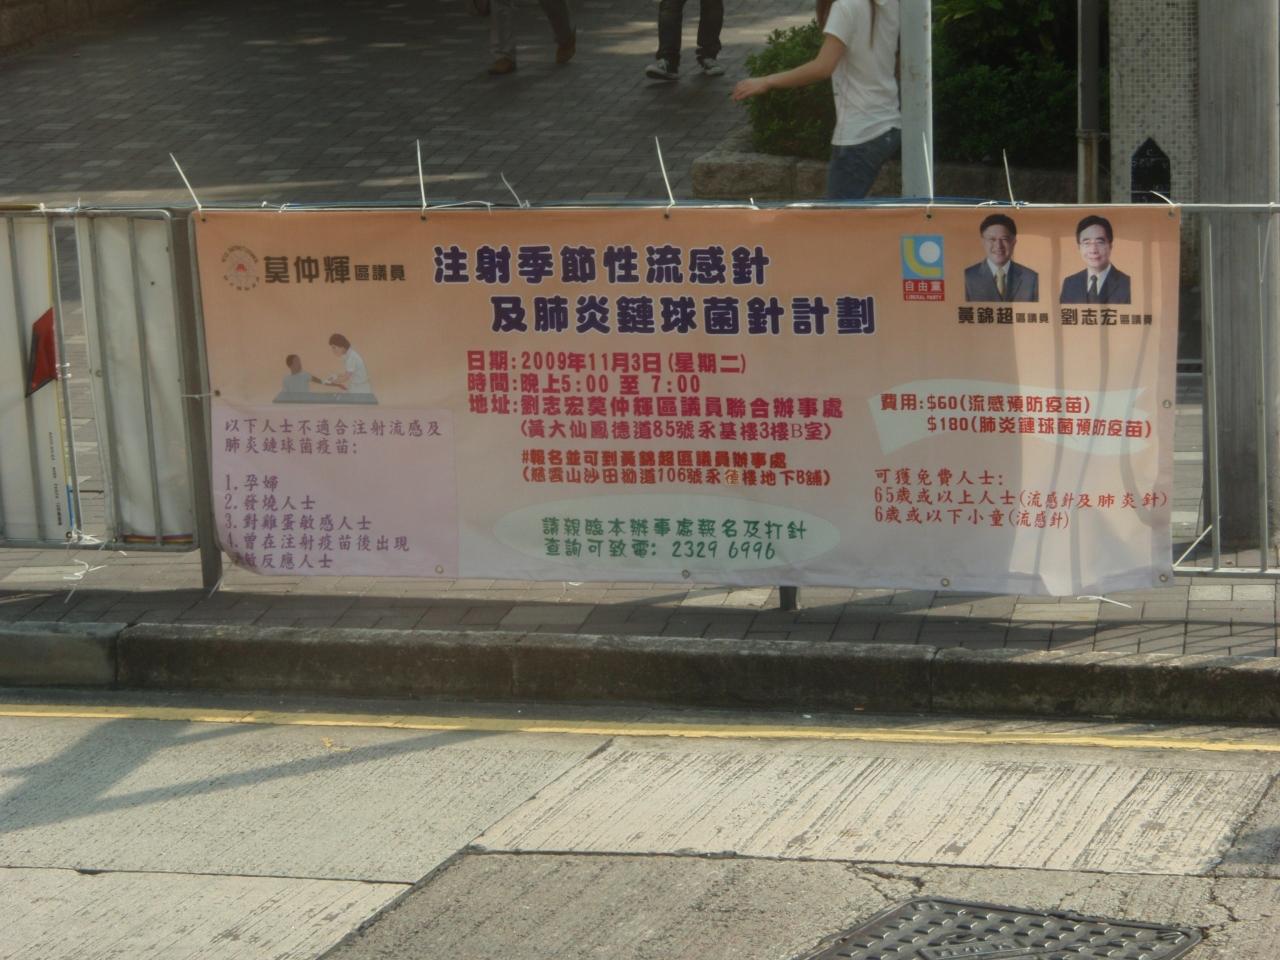 莫仲輝區議員
注射季節性流感針
及肺炎鏈球菌針計劃
自由黨
LIBERAL PARTY
黃錦超區議員 劉志宏區議員
日期:2009年11月3日(星期二)
時間:晚上5:00 至 7:00
地址:劉志宏莫仲輝區議員聯合辦事處
(黃大仙鳳德道85號永基樓3樓B室)
#報名並可到黃錦超區議員辦事處
(慈雲山沙田坳道106號永德樓地下B舖)
請親臨本辦事處報名及打針
查詢可致電: 2329 6996
以下人士不適合注射流感及
肺炎鏈球菌疫苗:
1. 孕婦
2. 發燒人士
3. 對雞蛋敏感人士
4. 曾在注射疫苗後出現
敏反應人士
費用:$60(流感預防疫苗)
$180(肺炎鏈球菌預防疫苗)
可獲免費人士:
65歲或以上人士(流感針及肺炎針)
6歲或以下小童(流感針)